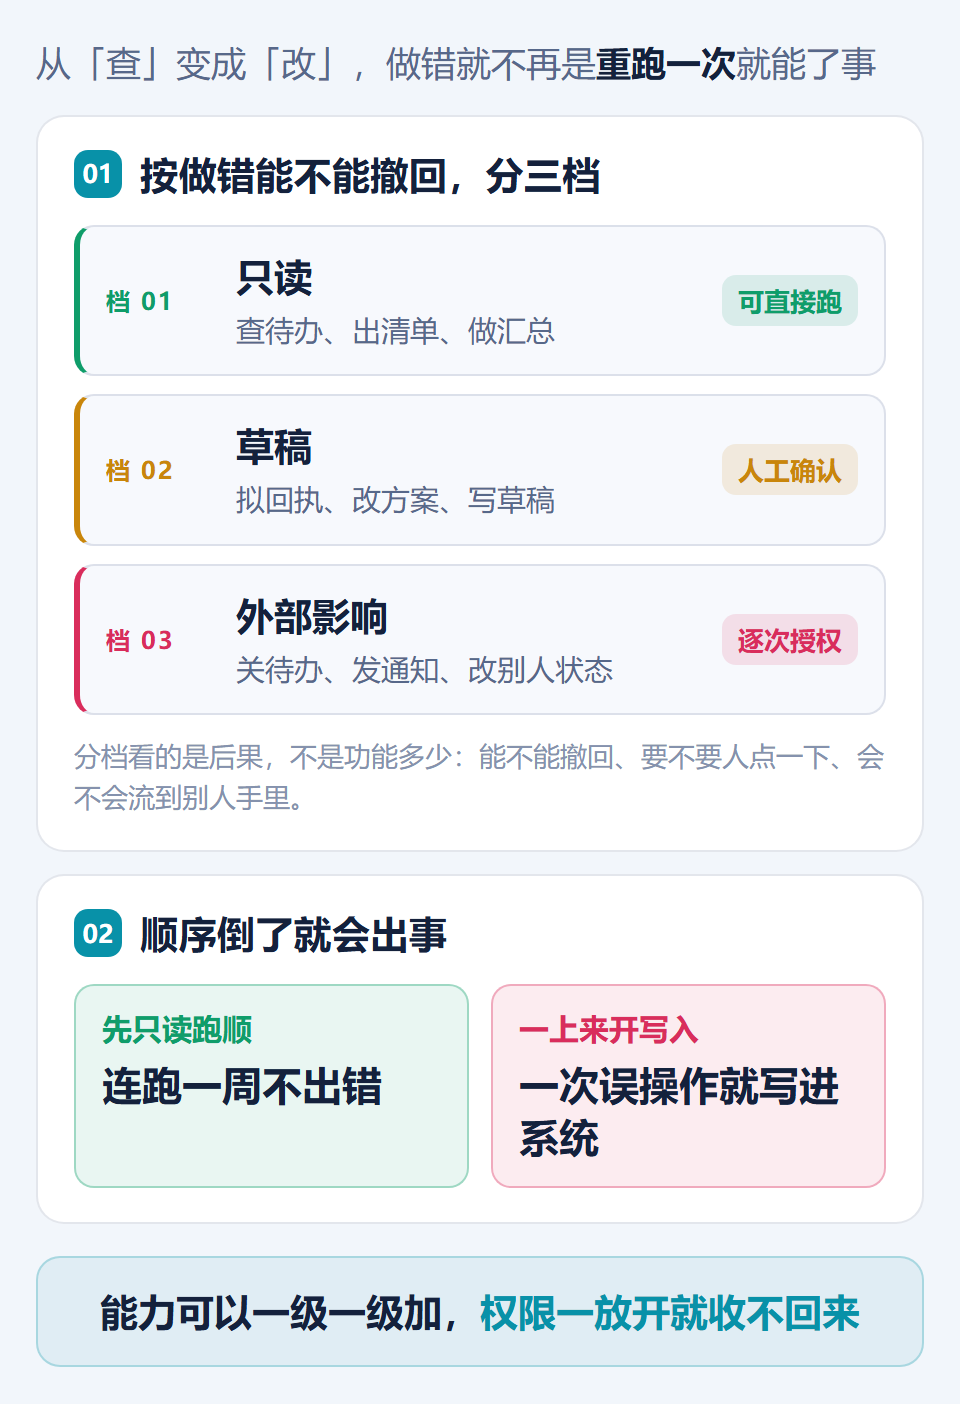 从「查」变成「改」，做错就不再是重跑一次就能了事
01 按做错能不能撤回，分三档
档 01
只读
查待办、出清单、做汇总
可直接跑
档 02
草稿
拟回执、改方案、写草稿
人工确认
档 03
外部影响
关待办、发通知、改别人状态
逐次授权
分档看的是后果，不是功能多少：能不能撤回、要不要人点一下、会
不会流到别人手里。
02 顺序倒了就会出事
先只读跑顺
连跑一周不出错
一上来开写入
一次误操作就写进
系统
能力可以一级一级加，权限一放开就收不回来